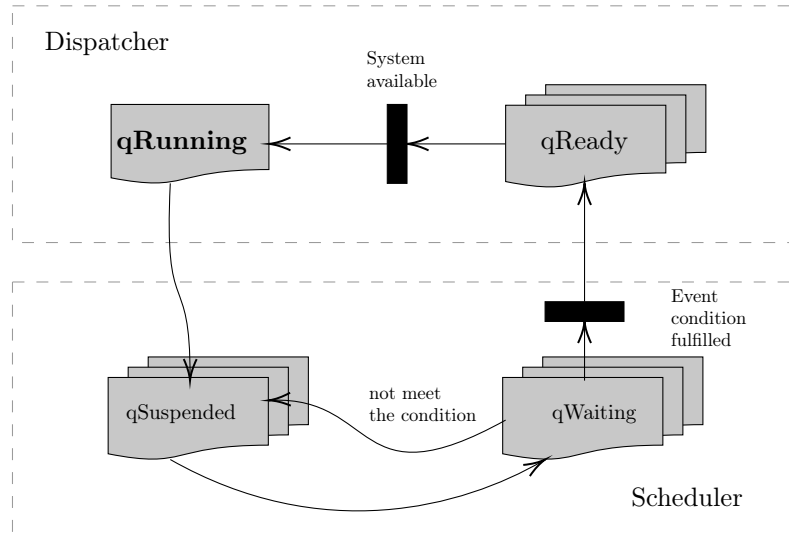 Dispatcher
System
available
qRunning
qReady
Event
condition
fulfilled
not meet
the condition
qSuspended
qWaiting
Scheduler